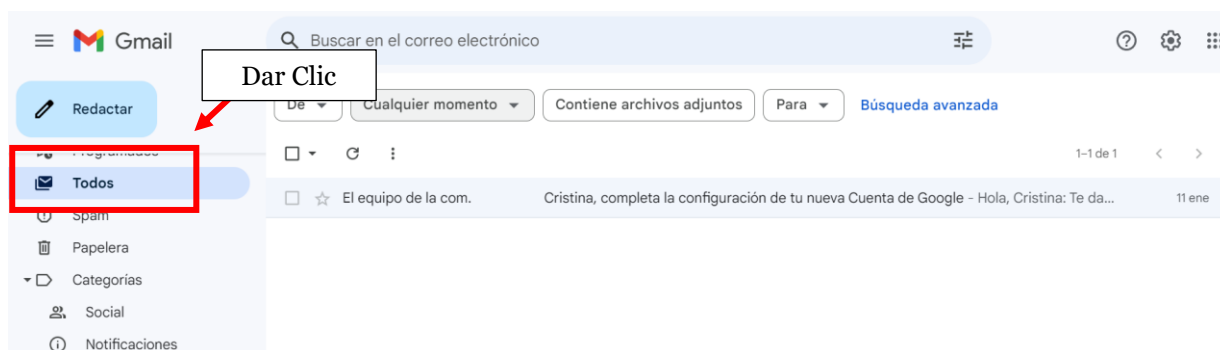 Gmail
Buscar en el correo electrónico
Dar Clic
Redactar
De
Cualquier momento
Contiene archivos adjuntos
Para
Búsqueda avanzada
Programados
1–1 de 1
Todos
El equipo de la com.
Cristina, completa la configuración de tu nueva Cuenta de Google - Hola, Cristina: Te da...
11 ene
Spam
Papelera
Categorías
Social
Notificaciones